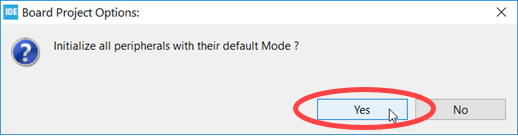 IDE Board Project Options:
Initialize all peripherals with their default Mode ?
Yes No